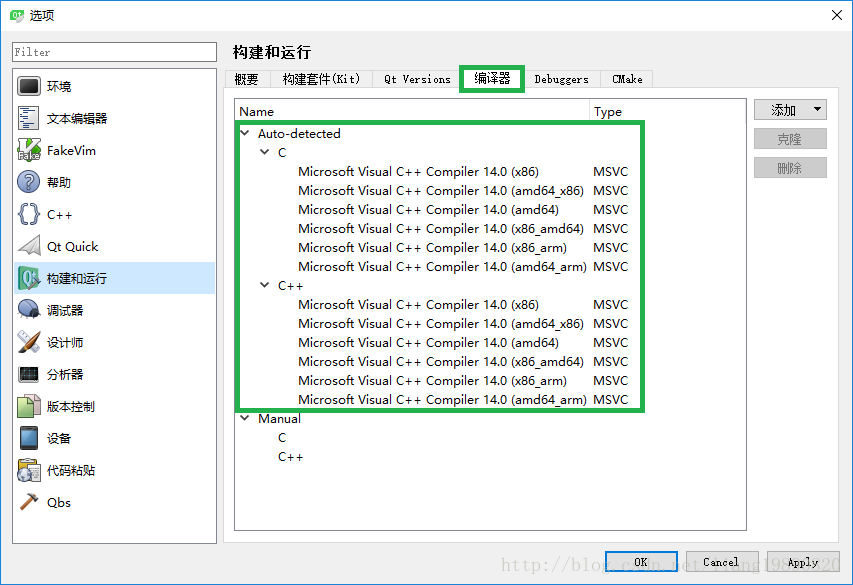 选项
Filter
环境
文本编辑器
FakeVim
帮助
C++
Qt Quick
构建和运行
调试器
设计师
分析器
版本控制
设备
代码粘贴
Qbs
构建和运行
概要 构建套件(Kit) Qt Versions 编译器 Debuggers CMake
Name Type
Auto-detected
C
Microsoft Visual C++ Compiler 14.0 (x86) MSVC
Microsoft Visual C++ Compiler 14.0 (amd64_x86) MSVC
Microsoft Visual C++ Compiler 14.0 (amd64) MSVC
Microsoft Visual C++ Compiler 14.0 (x86_amd64) MSVC
Microsoft Visual C++ Compiler 14.0 (x86_arm) MSVC
Microsoft Visual C++ Compiler 14.0 (amd64_arm) MSVC
C++
Microsoft Visual C++ Compiler 14.0 (x86) MSVC
Microsoft Visual C++ Compiler 14.0 (amd64_x86) MSVC
Microsoft Visual C++ Compiler 14.0 (amd64) MSVC
Microsoft Visual C++ Compiler 14.0 (x86_amd64) MSVC
Microsoft Visual C++ Compiler 14.0 (x86_arm) MSVC
Microsoft Visual C++ Compiler 14.0 (amd64_arm) MSVC
Manual
C
C++
添加
克隆
删除
OK Cancel Apply
http://blog.